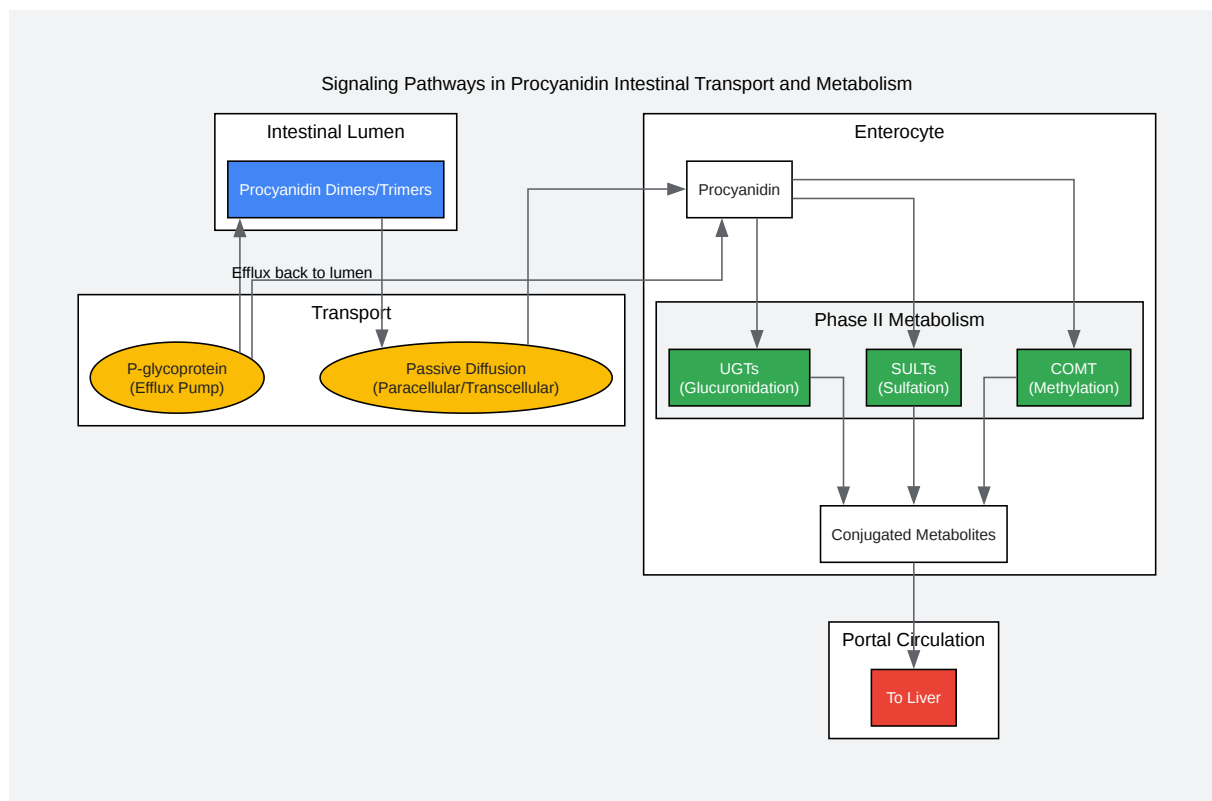 Signaling Pathways in Procyanidin Intestinal Transport and Metabolism
Intestinal Lumen
Procyanidin Dimers/Trimers
Efflux back to lumen
Transport
P-glycoprotein
(Efflux Pump)
Passive Diffusion
(Paracellular/Transcellular)
Enterocyte
Procyanidin
Phase II Metabolism
UGTs
(Glucuronidation)
SULTs
(Sulfation)
COMT
(Methylation)
Conjugated Metabolites
Portal Circulation
To Liver